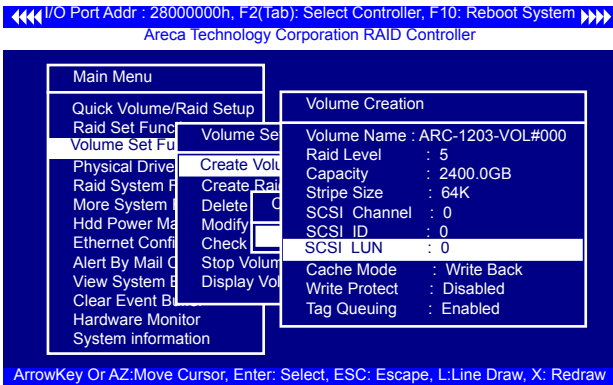 I/O Port Addr : 28000000h, F2(Tab): Select Controller, F10: Reboot System
Areca Technology Corporation RAID Controller
Main Menu
Quick Volume/Raid Setup
Raid Set Func
Volume Set Fu
Physical Drive
Raid System F
More System
Hdd Power Ma
Ethernet Confi
Alert By Mail C
View System E
Clear Event Bu
Hardware Monitor
System information
Volume Se
Create Volu
Create Raid
Delete
Modify
Check
Stop Volum
Display Vol
C
Volume Creation
Volume Name : ARC-1203-VOL#000
Raid Level : 5
Capacity : 2400.0GB
Stripe Size : 64K
SCSI Channel : 0
SCSI ID : 0
SCSI LUN : 0
Cache Mode : Write Back
Write Protect : Disabled
Tag Queuing : Enabled
ArrowKey Or AZ:Move Cursor, Enter: Select, ESC: Escape, L:Line Draw, X: Redraw